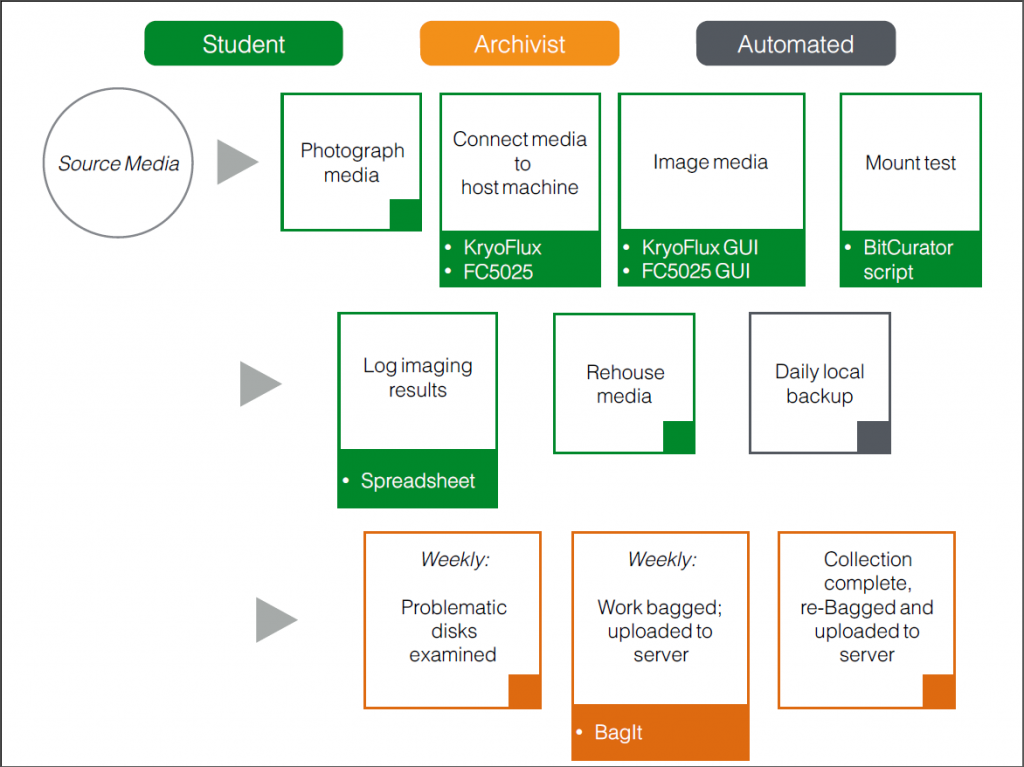 Student
Archivist
Automated
Source Media
Photograph
media
Connect media
to
host machine
• KryoFlux
• FC5025
Image media
• KryoFlux GUI
• FC5025 GUI
Mount test
• BitCurator
script
Log imaging
results
• Spreadsheet
Rehouse
media
Daily local
backup
Weekly:
Problematic
disks
examined
Weekly:
Work bagged;
uploaded to
server
• BagIt
Collection
complete,
re-Bagged and
uploaded to
server